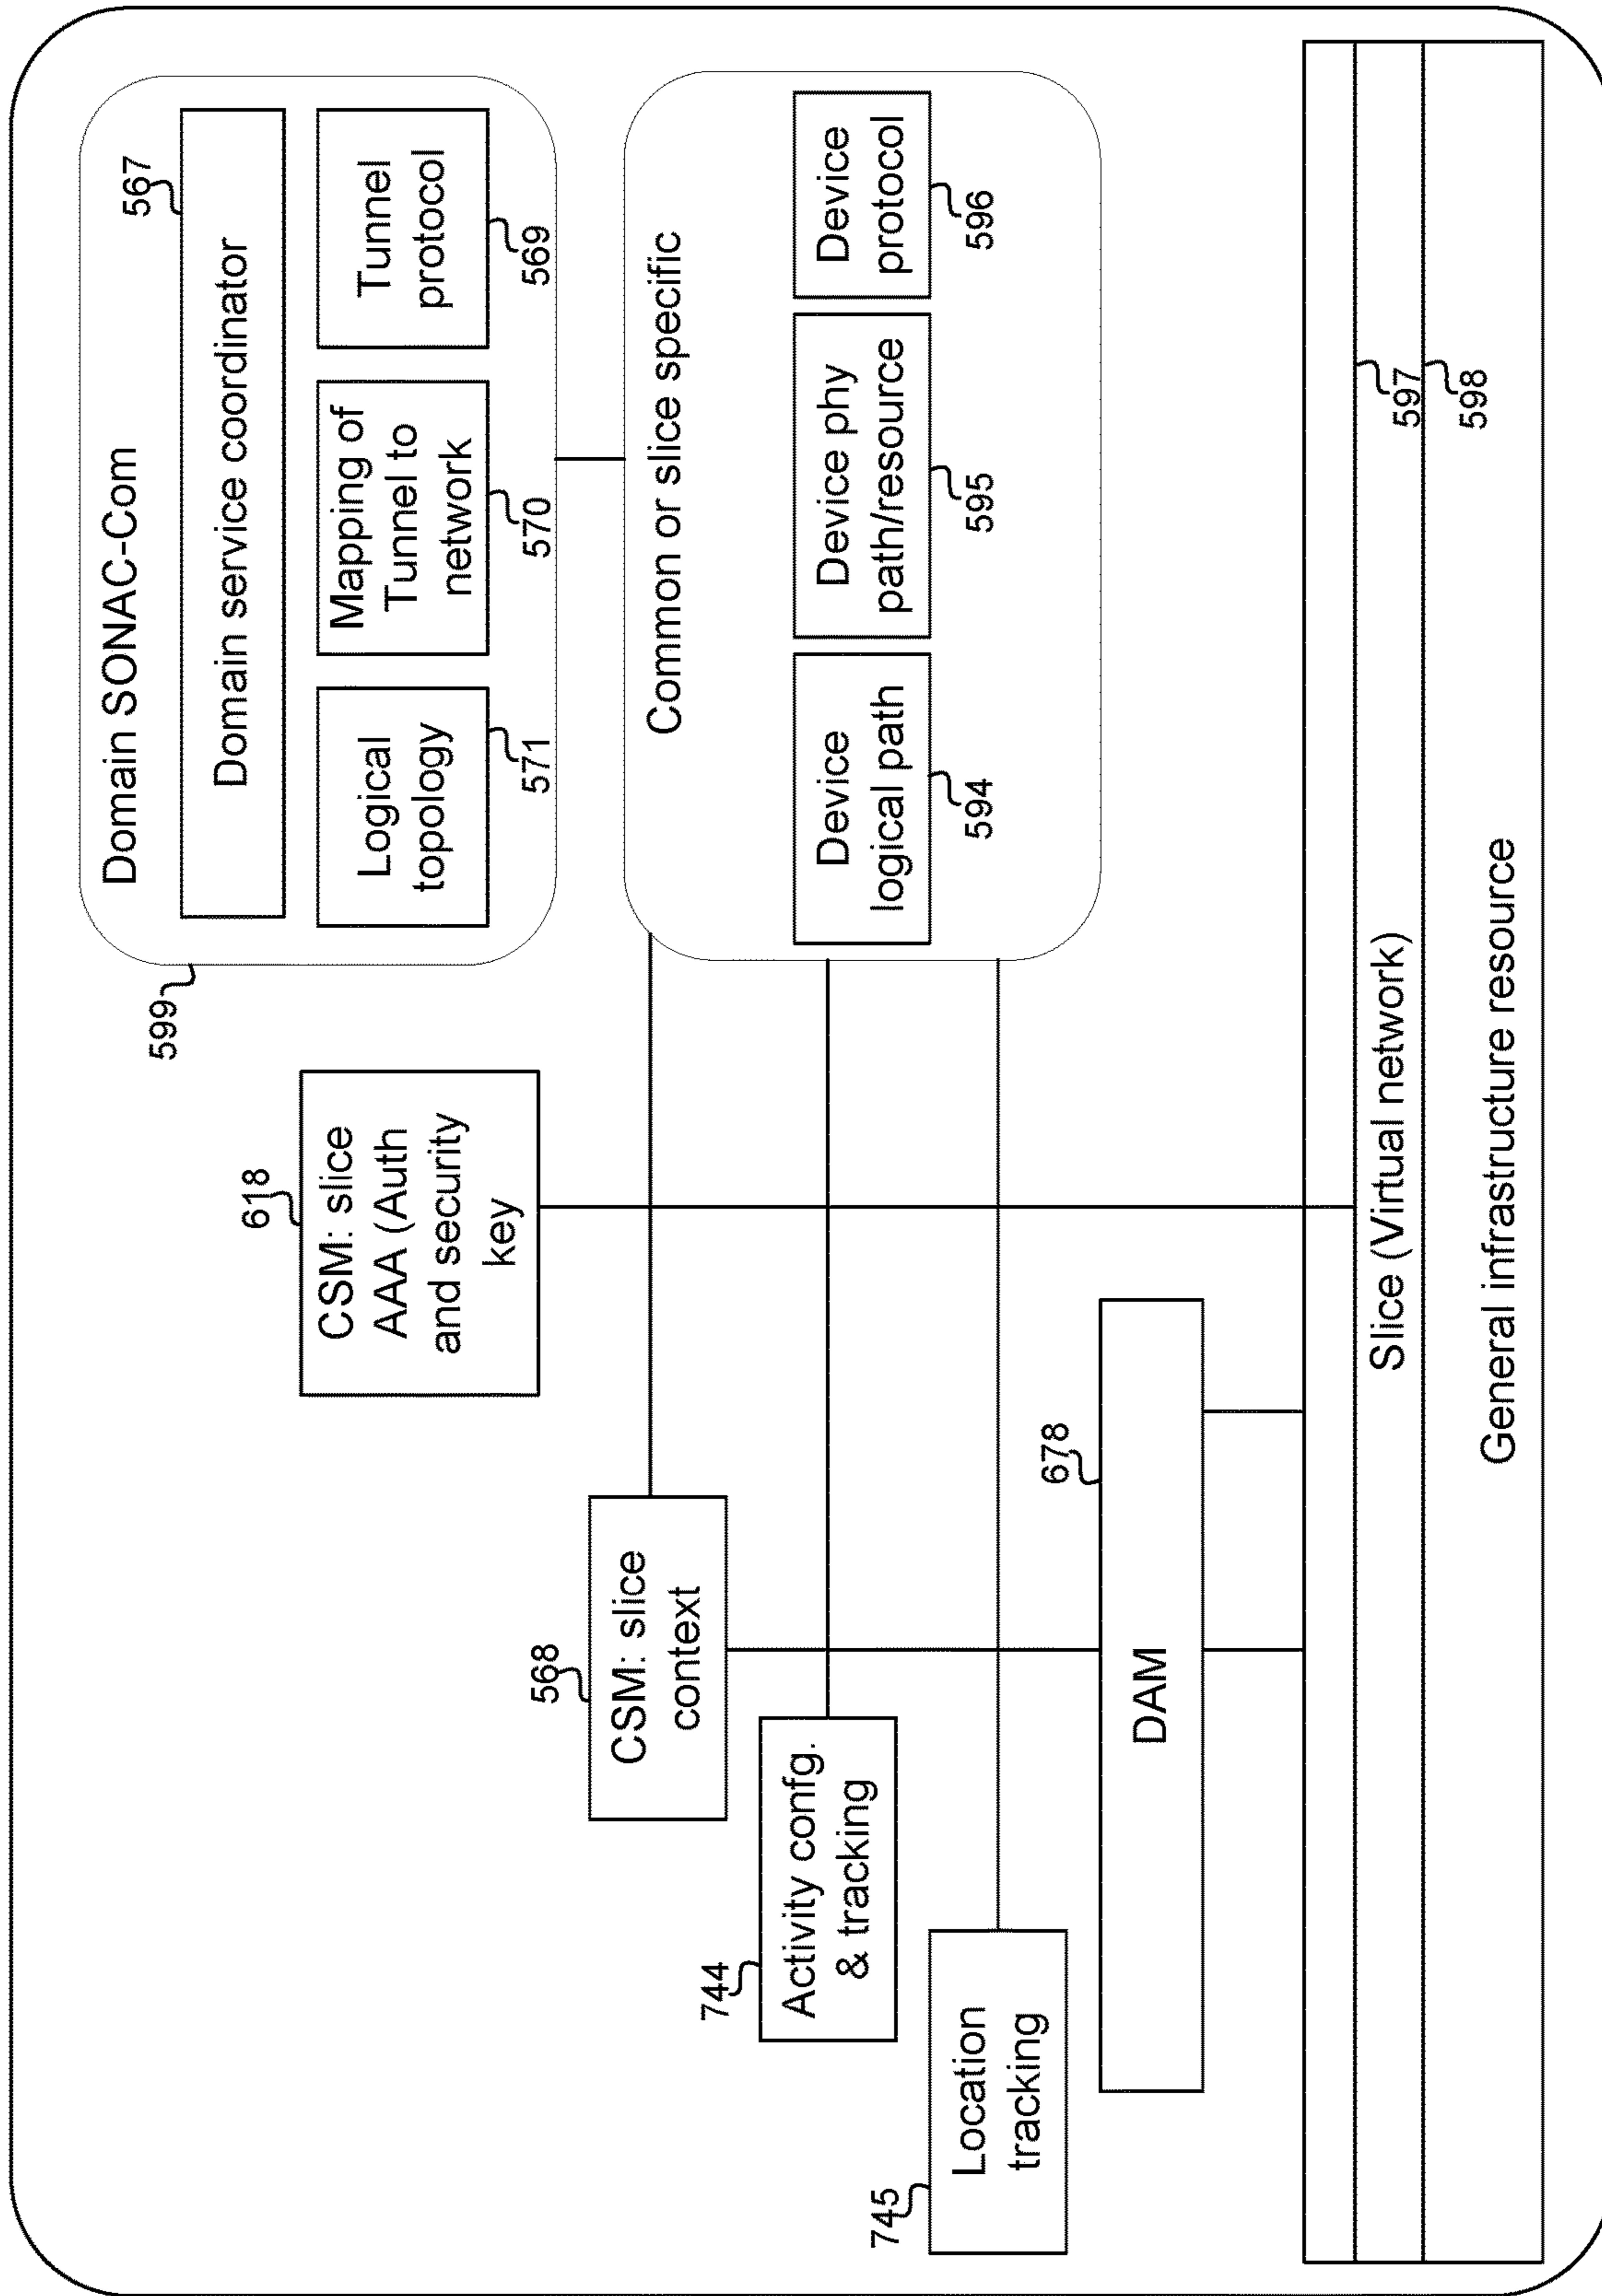 Domain SONAC-Com
567
Domain service coordinator
599
Logical
topology
571
Mapping of
Tunnel to
network
570
Tunnel
protocol
569
618
CSM: slice
AAA (Auth
and security
key
Common or slice specific
568
CSM: slice
context
744
Activity confg.
& tracking
Device
logical path
594
Device phy
path/resource
595
Device
protocol
596
745
Location
tracking
678
DAM
Slice (Virtual network)
597
598
General infrastructure resource